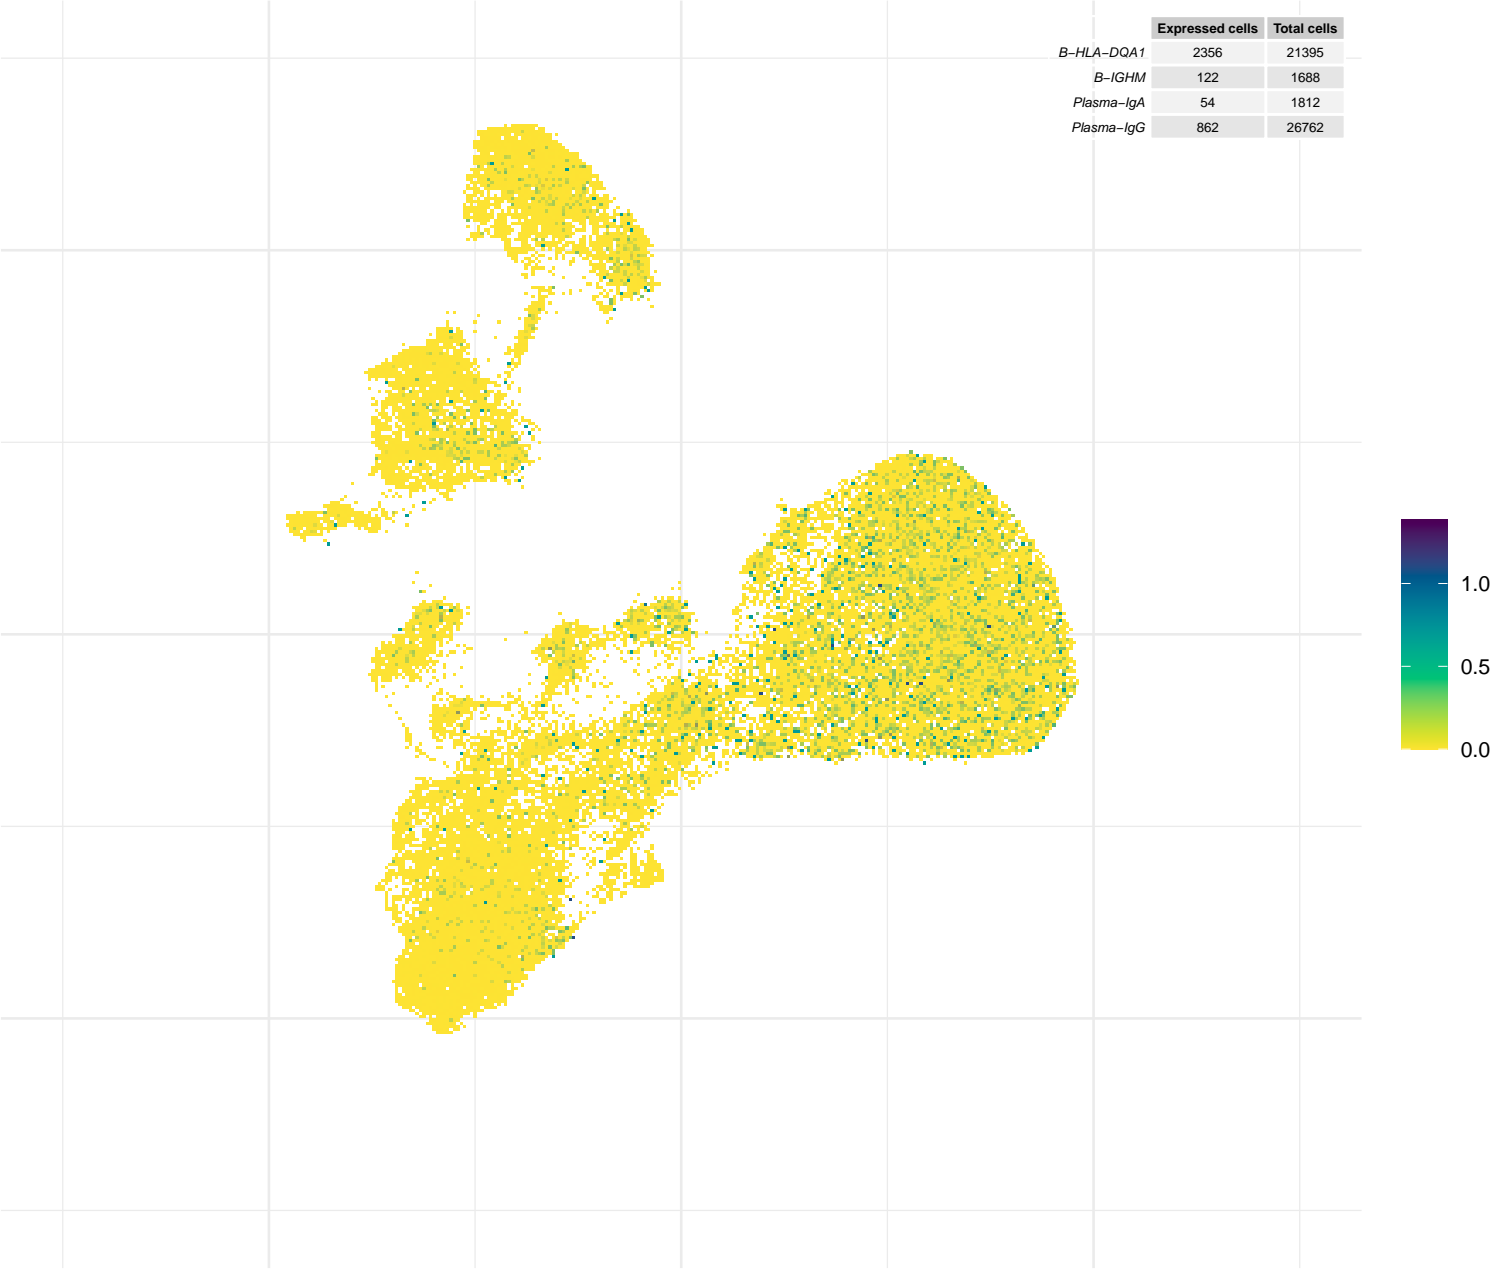 Expressed cells Total cells
B−HLA−DQA1 2356 21395
B−IGHM 122 1688
Plasma−IgA 54 1812
Plasma−IgG 862 26762
1.0
0.5
0.0